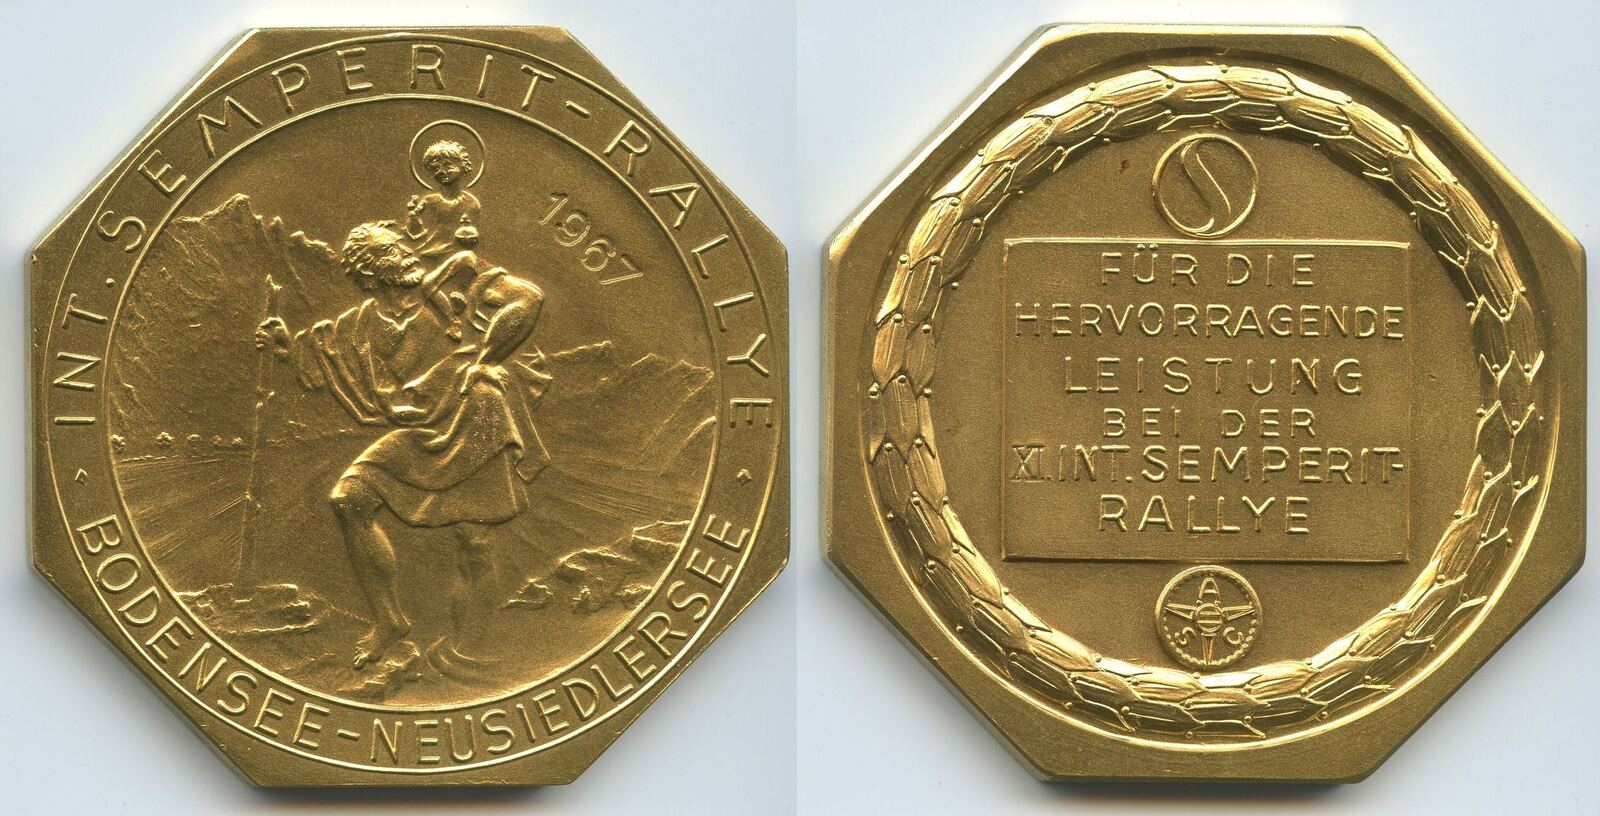 INT. SEMPERIT-RALLYE
1967
BODENSEE-NEUSIEDLERSEE
FÜR DIE
HERVORRAGENDE
LEISTUNG
BEI DER
XI. INT. SEMPERIT-
RALLYE